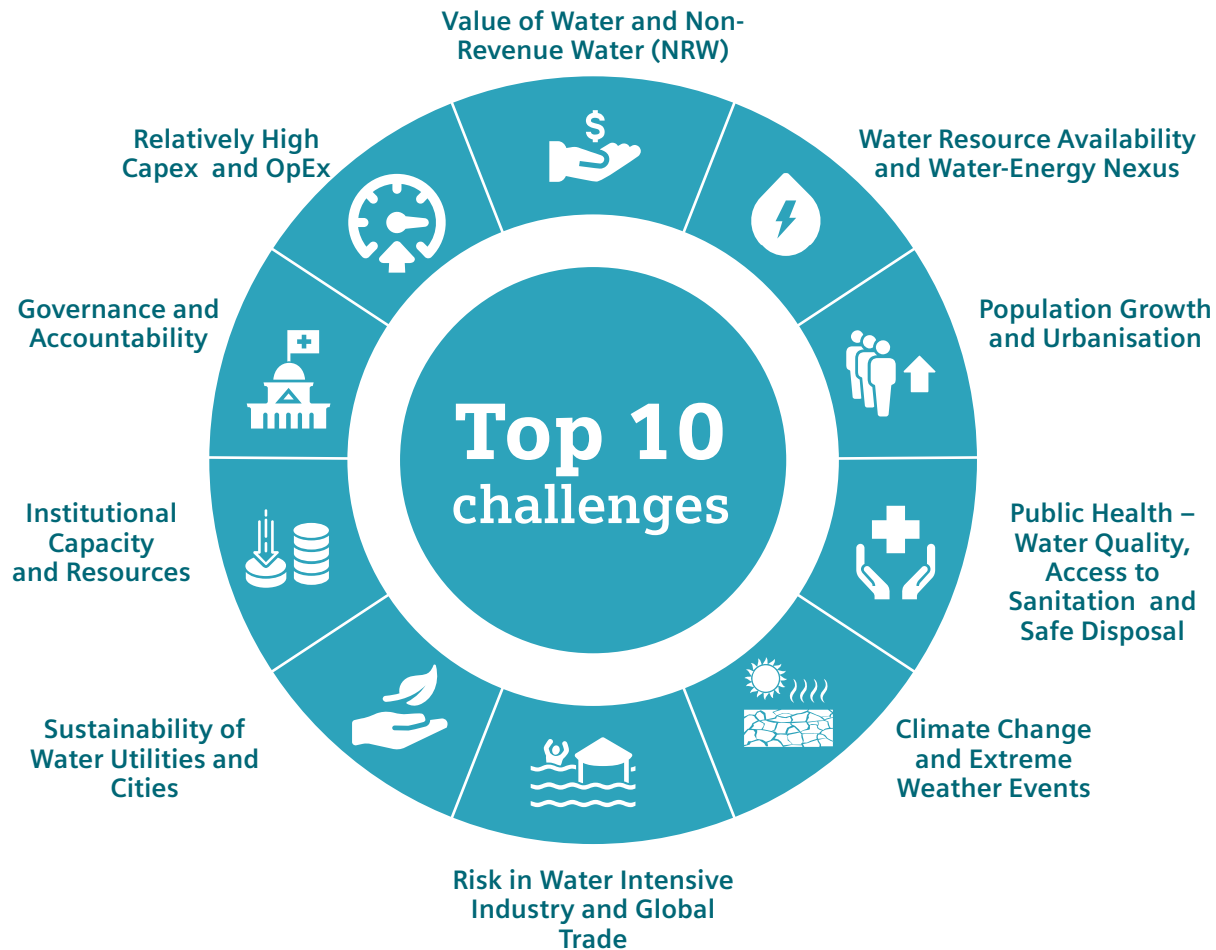 Value of Water and Non-
Revenue Water (NRW)
Water Resource Availability
and Water-Energy Nexus
Population Growth
and Urbanisation
Public Health –
Water Quality,
Access to
Sanitation and
Safe Disposal
Climate Change
and Extreme
Weather Events
Risk in Water Intensive
Industry and Global
Trade
Sustainability of
Water Utilities and
Cities
Institutional
Capacity
and Resources
Governance and
Accountability
Relatively High
Capex and OpEx
$
Top 10
challenges